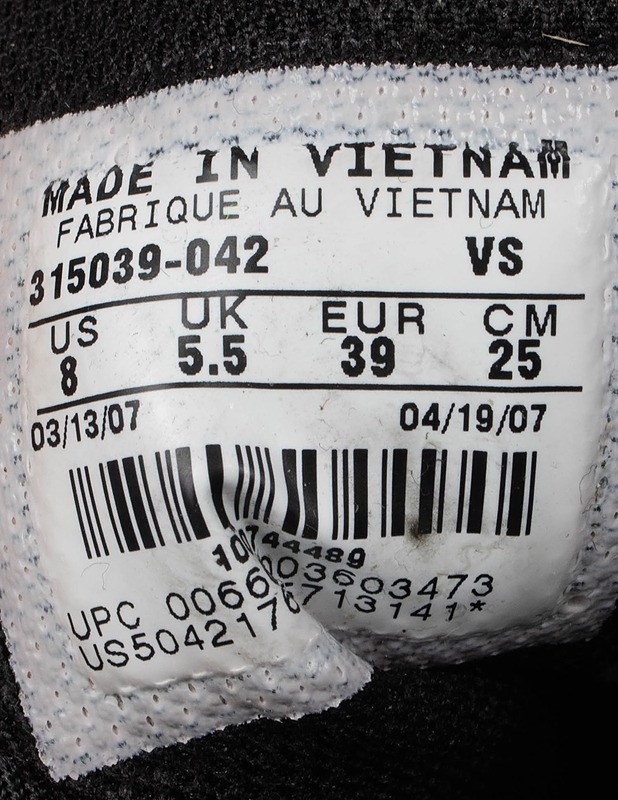 MADE IN VIETNAM
FABRIQUE AU VIETNAM
315039-042 VS
US UK EUR CM
8 5.5 39 25
03/13/07 04/19/07
10744489
UPC